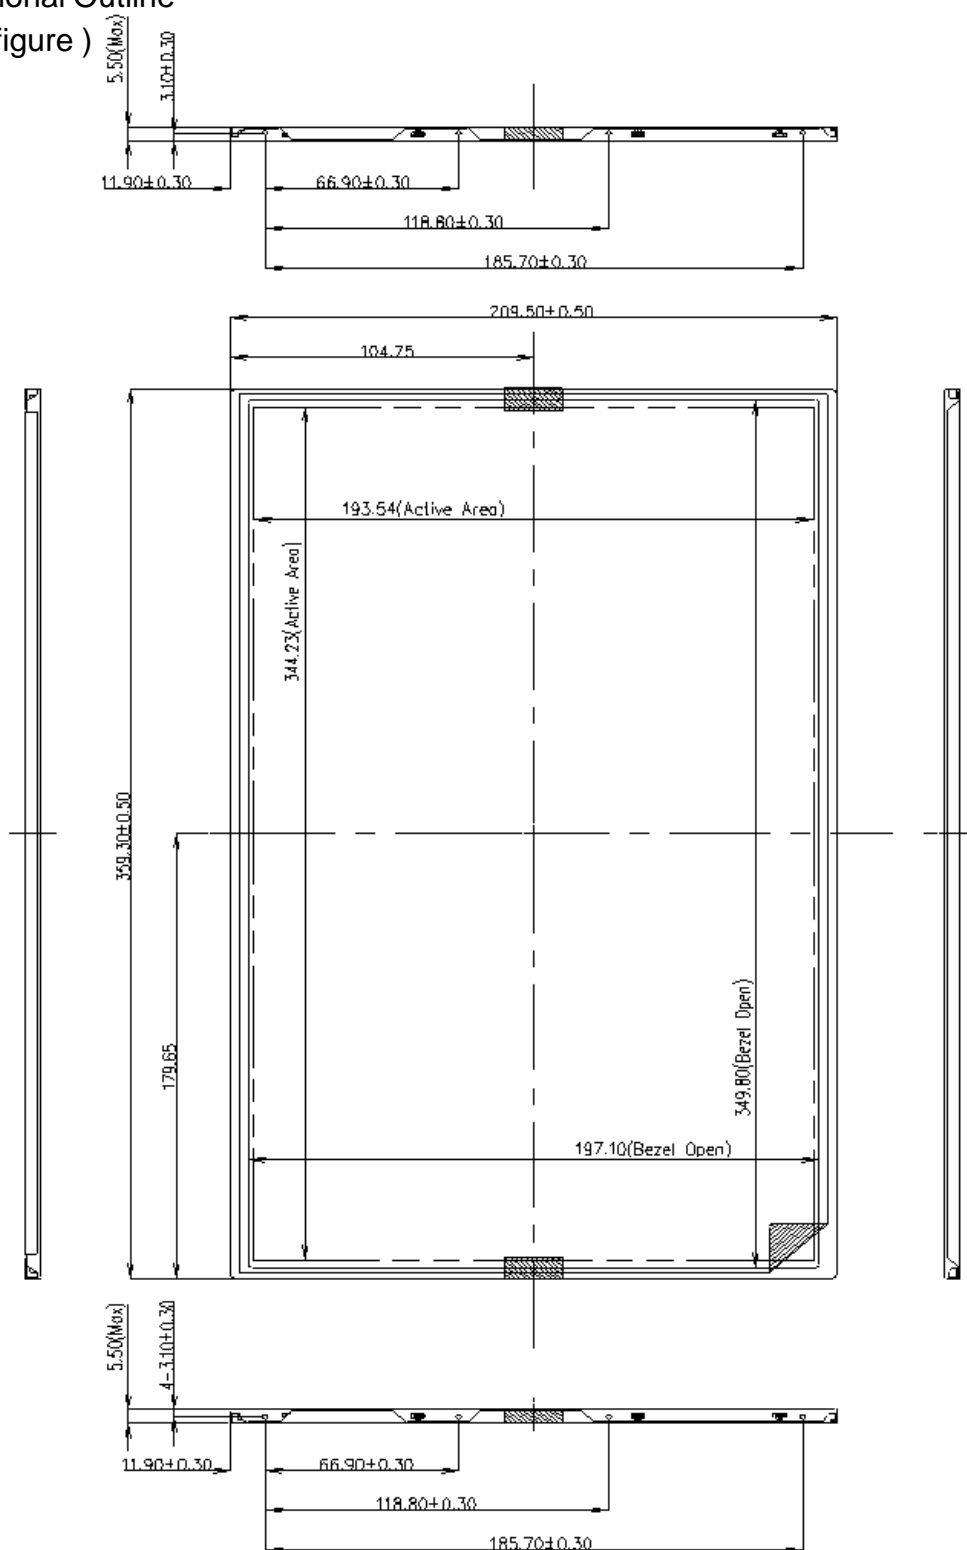 onal Outline
figure )
5.50(Max)
3.10±0.30
11.90±0.30
66.90±0.30
118.80±0.30
185.70±0.30
209.50±0.50
104.75
193.54(Active Area)
344.23(Active Area)
359.30±0.50
179.65
349.80(Bezel Open)
197.10(Bezel Open)
5.50(Max)
4-3.10±0.30
11.90±0.30
66.90±0.30
118.80±0.30
185.70±0.30